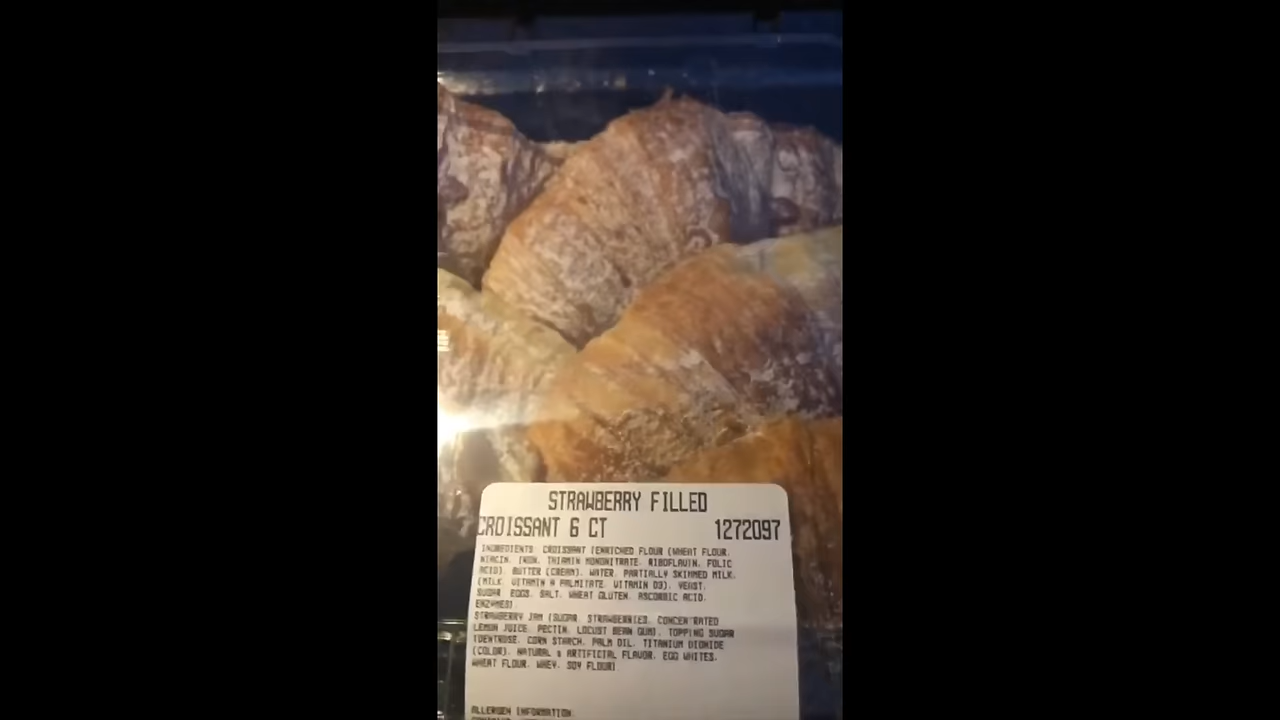 STRAWBERRY FILLED
CROISSANT 6 CT 1272097
INGREDIENTS: CROISSANT [ENRICHED FLOUR (WHEAT FLOUR,
NIACIN, IRON, THIAMIN MONONITRATE, RIBOFLAVIN, FOLIC
ACID), BUTTER (CREAM), WATER, PARTIALLY SKIMMED MILK,
(MILK, VITAMIN A PALMITATE, VITAMIN D3), YEAST,
SUGAR, EGGS, SALT, WHEAT GLUTEN, ASCORBIC ACID,
ENZYMES]
STRAWBERRY JAM [SUGAR, STRAWBERRIES, CONCENTRATED
LEMON JUICE, PECTIN, LOCUST BEAN GUM], TOPPING SUGAR
[DEXTROSE, CORN STARCH, PALM OIL, TITANIUM DIOXIDE
(COLOR), NATURAL & ARTIFICIAL FLAVOR, EGG WHITES,
WHEAT FLOUR, WHEY, SOY FLOUR]
ALLERGEN INFORMATION